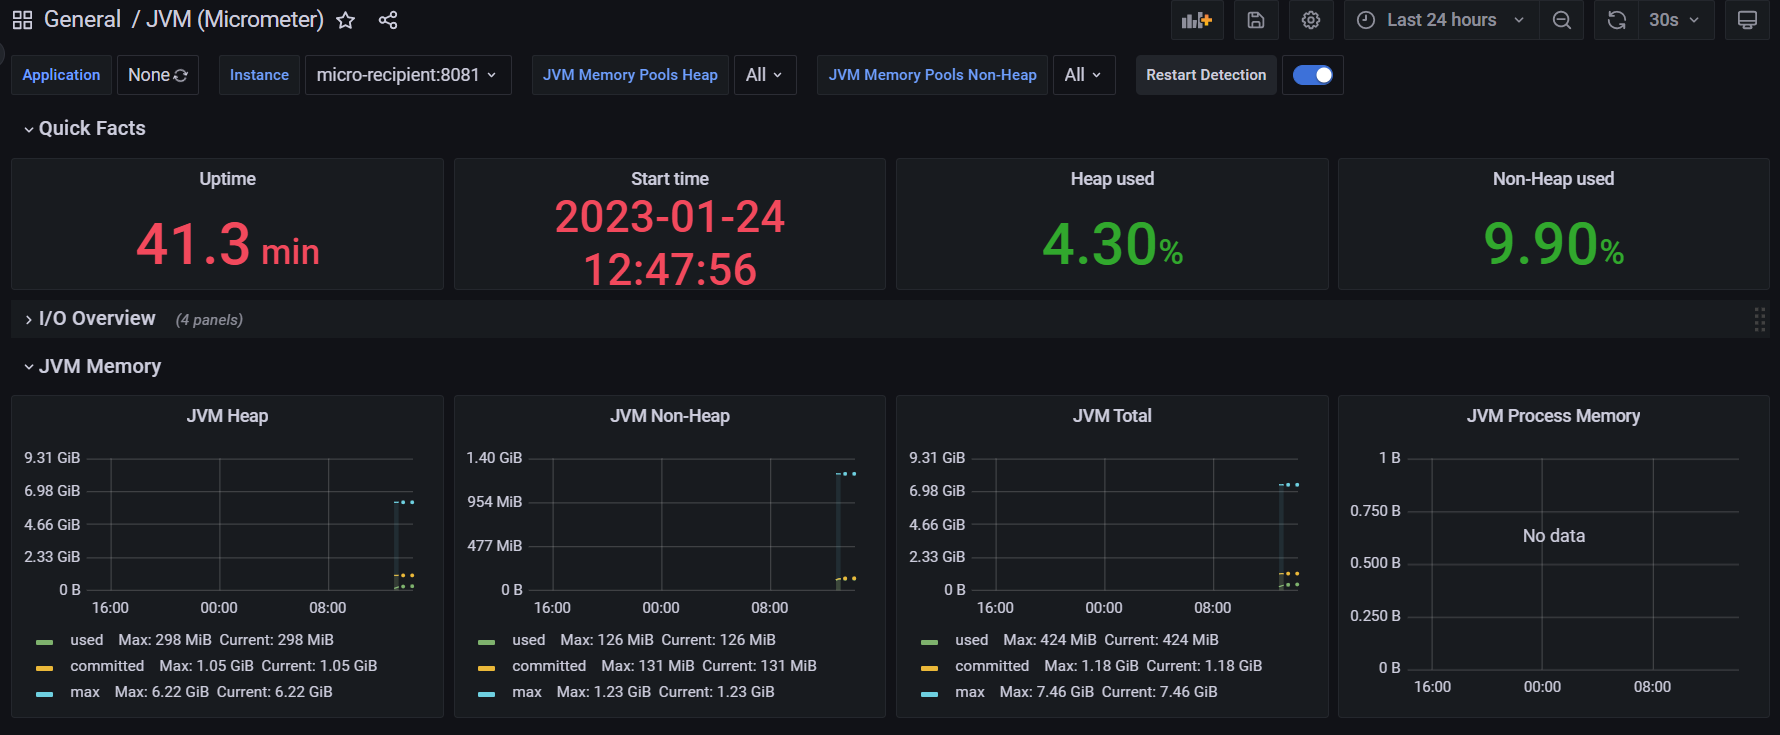 General / JVM (Micrometer)
Last 24 hours
30s
Application
None
Instance
micro-recipient:8081
JVM Memory Pools Heap
All
JVM Memory Pools Non-Heap
All
Restart Detection
Quick Facts
Uptime
41.3 min
Start time
2023-01-24
12:47:56
Heap used
4.30%
Non-Heap used
9.90%
I/O Overview (4 panels)
JVM Memory
JVM Heap
9.31 GiB
6.98 GiB
4.66 GiB
2.33 GiB
0 B
16:00 00:00 08:00
used Max: 298 MiB Current: 298 MiB
committed Max: 1.05 GiB Current: 1.05 GiB
max Max: 6.22 GiB Current: 6.22 GiB
JVM Non-Heap
1.40 GiB
954 MiB
477 MiB
0 B
16:00 00:00 08:00
used Max: 126 MiB Current: 126 MiB
committed Max: 131 MiB Current: 131 MiB
max Max: 1.23 GiB Current: 1.23 GiB
JVM Total
9.31 GiB
6.98 GiB
4.66 GiB
2.33 GiB
0 B
16:00 00:00 08:00
used Max: 424 MiB Current: 424 MiB
committed Max: 1.18 GiB Current: 1.18 GiB
max Max: 7.46 GiB Current: 7.46 GiB
JVM Process Memory
1 B
0.750 B
No data
0.500 B
0.250 B
0 B
16:00 00:00 08:00